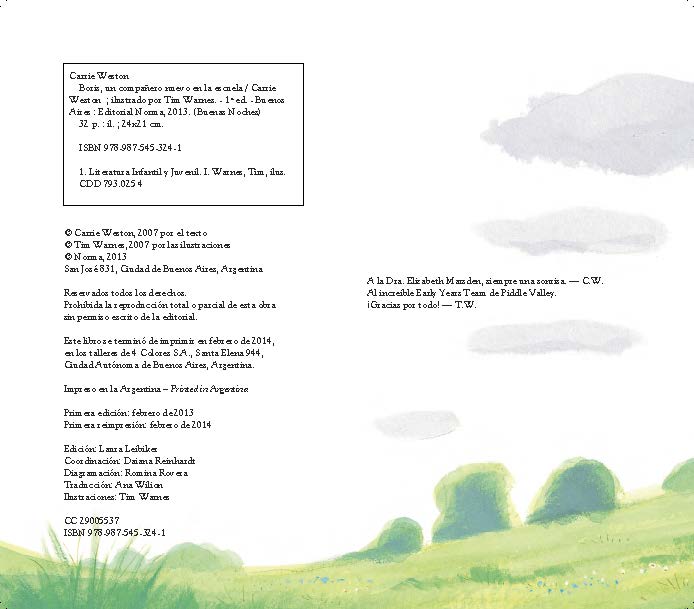 Carrie Weston
Boris, un compañero nuevo en la escuela / Carrie
Weston ; ilustrado por Tim Warnes. - 1ª ed. - Buenos
Aires : Editorial Norma, 2013. (Buenas Noches)
32 p. : il. ; 24x21 cm.
ISBN 978-987-545-324-1
1. Literatura Infantil y Juvenil. I. Warnes, Tim, ilus.
CDD 793.0254
© Carrie Weston, 2007 por el texto
© Tim Warnes, 2007 por las ilustraciones
© Norma, 2013
San José 831, Ciudad de Buenos Aires, Argentina
Reservados todos los derechos.
Prohibida la reproducción total o parcial de esta obra
sin permiso escrito de la editorial.
Este libro se terminó de imprimir en febrero de 2014,
en los talleres de 4 Colores S.A., Santa Elena 944,
Ciudad Autónoma de Buenos Aires, Argentina.
Impreso en la Argentina – Printed in Argentina
Primera edición: febrero de 2013
Primera reimpresión: febrero de 2014
Edición: Laura Leibiker
Coordinación: Daiana Reinhardt
Diagramación: Romina Rovera
Traducción: Ana Wilion
Ilustraciones: Tim Warnes
CC 29005537
ISBN 978-987-545-324-1
A la Dra. Elizabeth Marsden, siempre una sonrisa. — C.W.
Al increíble Early Years Team de Piddle Valley.
¡Gracias por todo! — T.W.